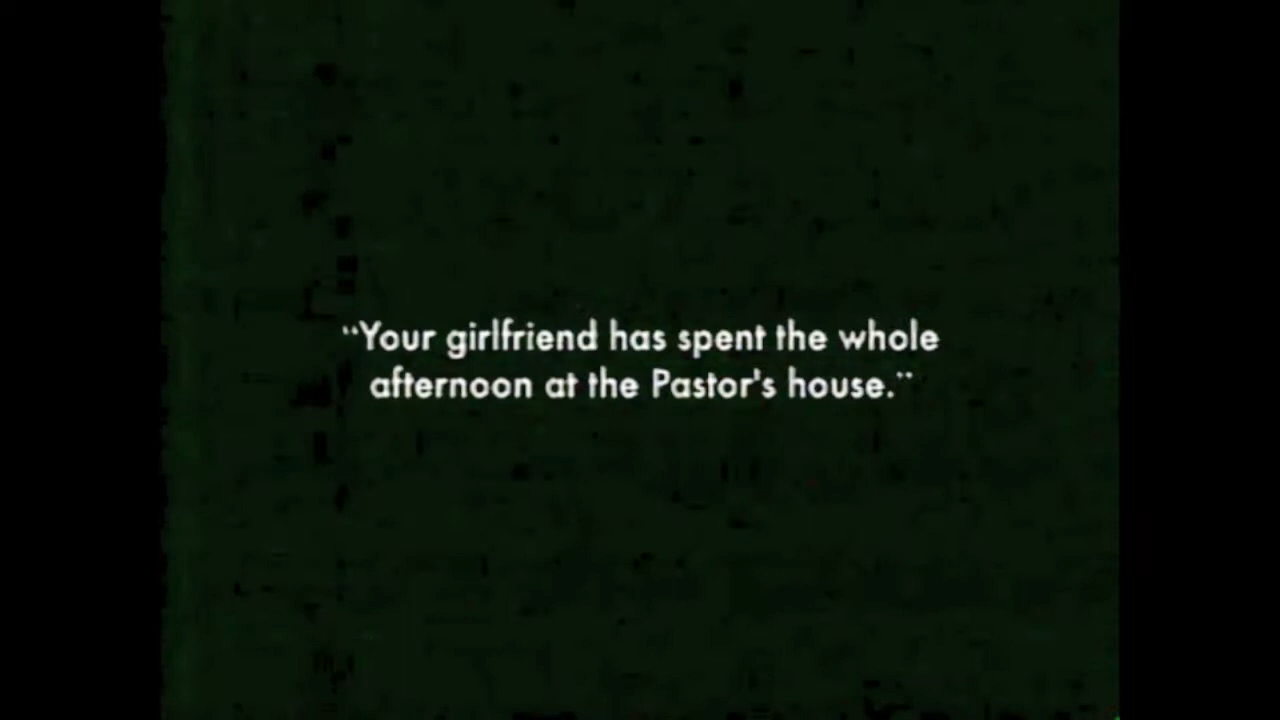 “Your girlfriend has spent the whole
afternoon at the Pastor's house.”